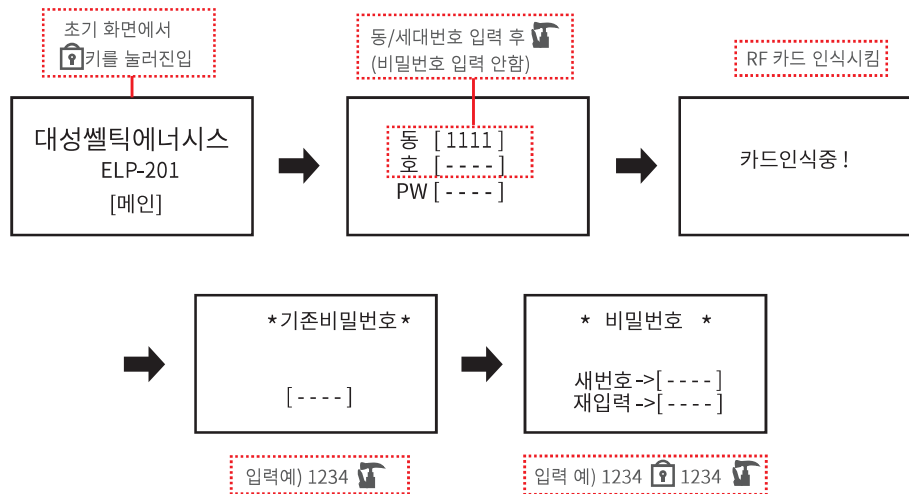 초기 화면에서
키를 눌러진입
동/세대번호 입력 후
(비밀번호 입력 안함)
RF 카드 인식시킴
대성쎌틱에너시스
ELP-201
[메인]
동 [ 1111 ]
호 [ - - - - ]
PW [ - - - - ]
카드인식중 !
*기존비밀번호*
[ - - - - ]
* 비밀번호 *
새번호->[ - - - - ]
재입력->[ - - - - ]
입력예) 1234
입력 예) 1234 1234